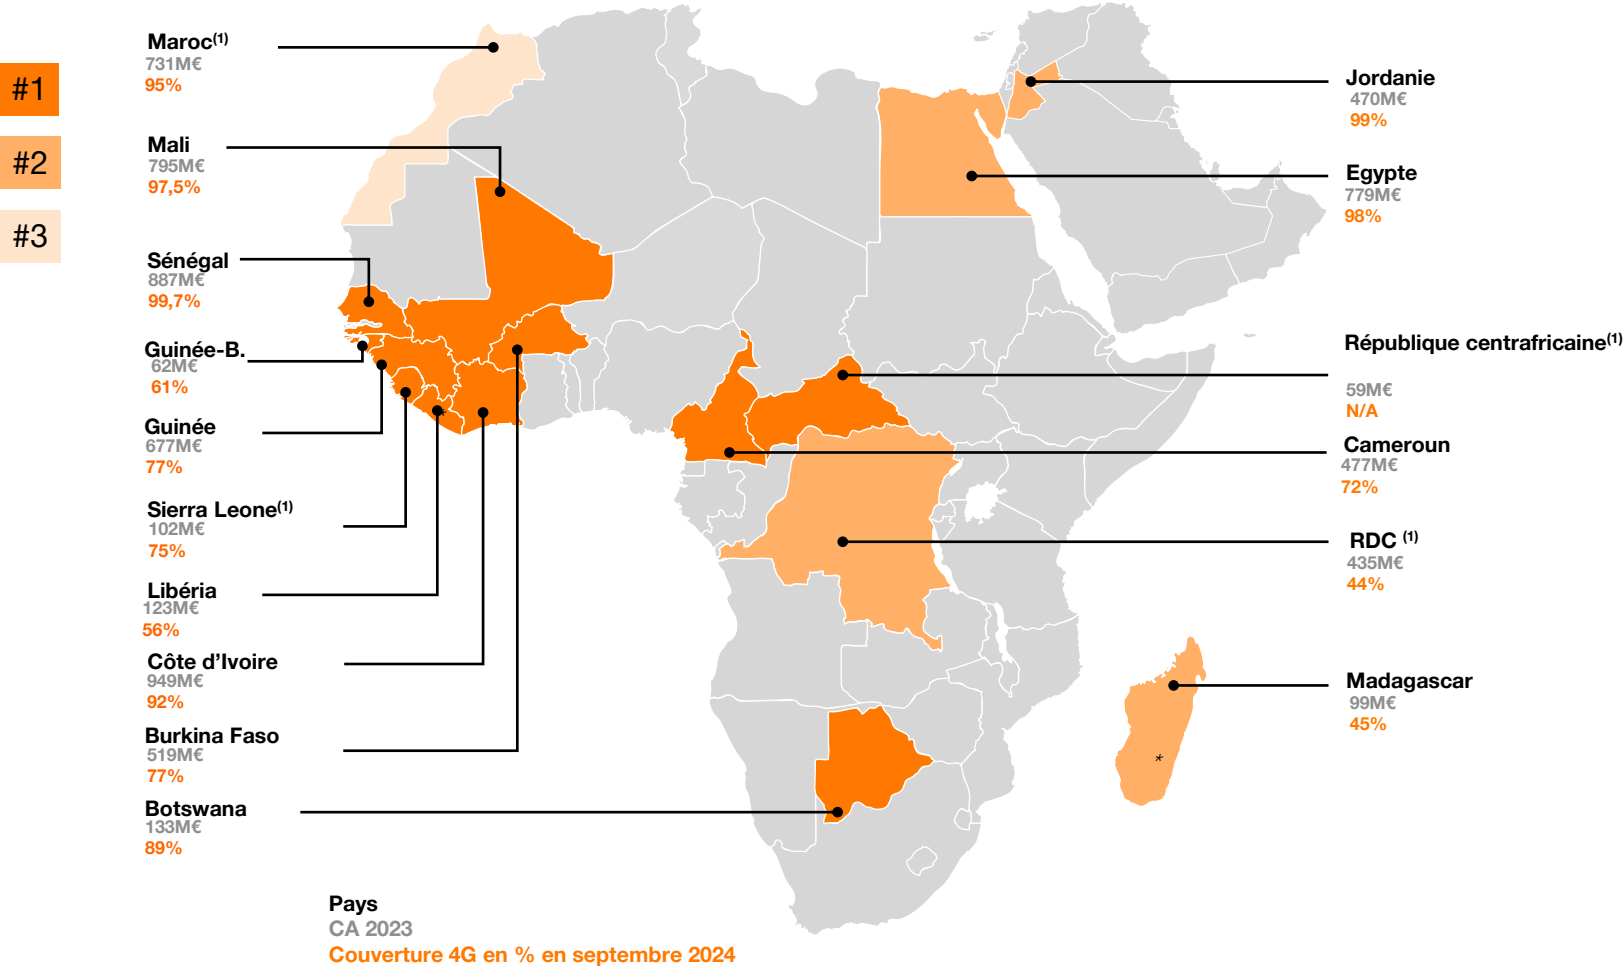 #1
#2
#3
Maroc(1)
731M€
95%
Mali
795M€
97,5%
Sénégal
887M€
99,7%
Guinée-B.
62M€
61%
Guinée
677M€
77%
Sierra Leone(1)
102M€
75%
Libéria
123M€
56%
Côte d'Ivoire
949M€
92%
Burkina Faso
519M€
77%
Botswana
133M€
89%
Jordanie
470M€
99%
Egypte
779M€
98%
République centrafricaine(1)
59M€
N/A
Cameroun
477M€
72%
RDC (1)
435M€
44%
Madagascar
99M€
45%
*
*
Pays
CA 2023
Couverture 4G en % en septembre 2024